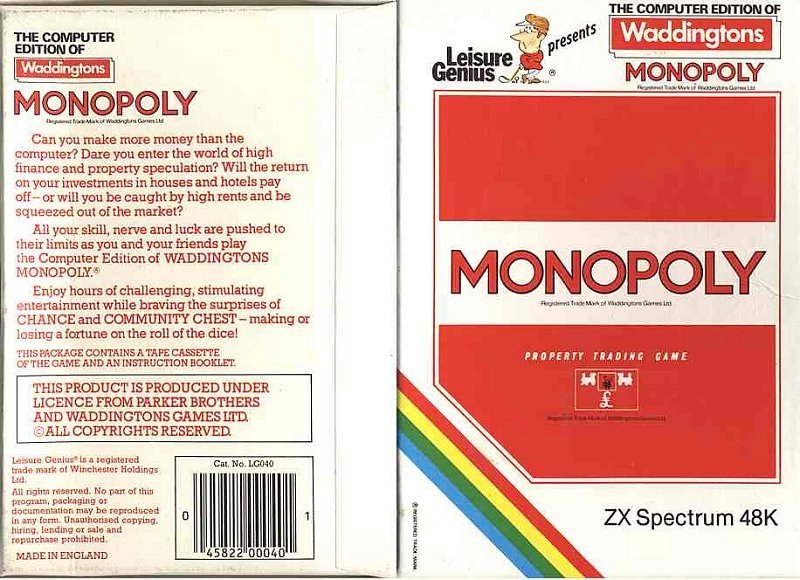 THE COMPUTER
EDITION OF
Waddingtons
MONOPOLY
Registered Trade Mark of Waddingtons Games Ltd
Can you make more money than the
computer? Dare you enter the world of high
finance and property speculation? Will the return
on your investments in houses and hotels pay
off – or will you be caught by high rents and be
squeezed out of the market?
All your skill, nerve and luck are pushed to
their limits as you and your friends play
the Computer Edition of WADDINGTONS
MONOPOLY.®
Enjoy hours of challenging, stimulating
entertainment while braving the surprises of
CHANCE and COMMUNITY CHEST – making or
losing a fortune on the roll of the dice!
THIS PACKAGE CONTAINS A TAPE CASSETTE
OF THE GAME AND AN INSTRUCTION BOOKLET.
THIS PRODUCT IS PRODUCED UNDER
LICENCE FROM PARKER BROTHERS
AND WADDINGTONS GAMES LTD.
©ALL COPYRIGHTS RESERVED.
Leisure Genius® is a registered
trade mark of Winchester Holdings
Ltd.
All rights reserved. No part of this
program, packaging or
documentation may be reproduced
in any form. Unauthorised copying,
hiring, lending or sale and
repurchase prohibited.
MADE IN ENGLAND
Cat. No. LG040
0 45822 00040 1
Leisure
Genius ®
presents
THE COMPUTER EDITION OF
Waddingtons
MONOPOLY
Registered Trade Mark of Waddingtons Games Ltd
MONOPOLY
Registered Trade Mark of Waddingtons Games Ltd
PROPERTY TRADING GAME
£
Registered Trade Mark of Waddingtons Games Ltd
® REGISTERED TRADE MARK
ZX Spectrum 48K